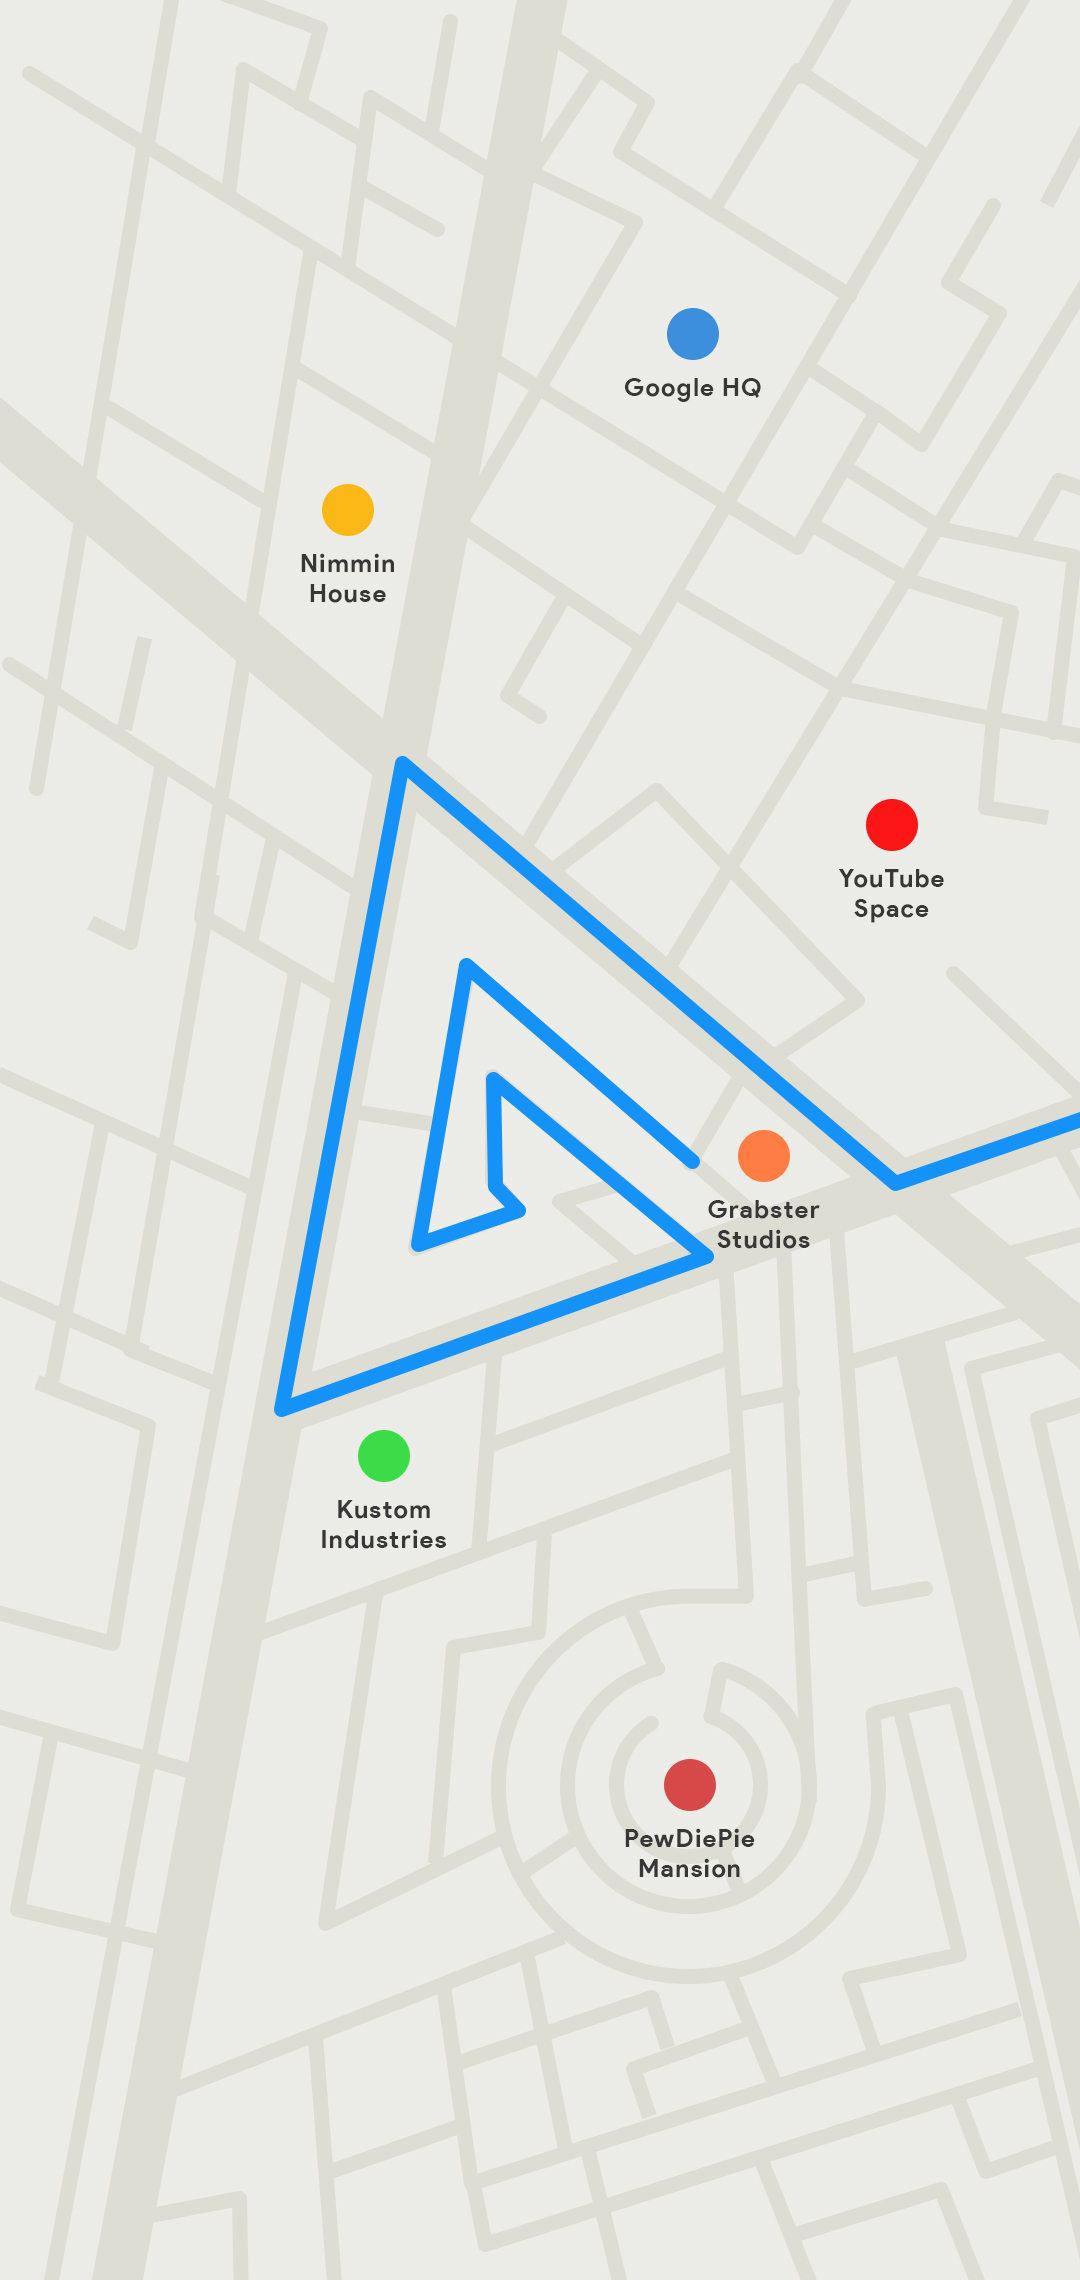 Google HQ
Nimmin
House
YouTube
Space
Grabster
Studios
Kustom
Industries
PewDiePie
Mansion